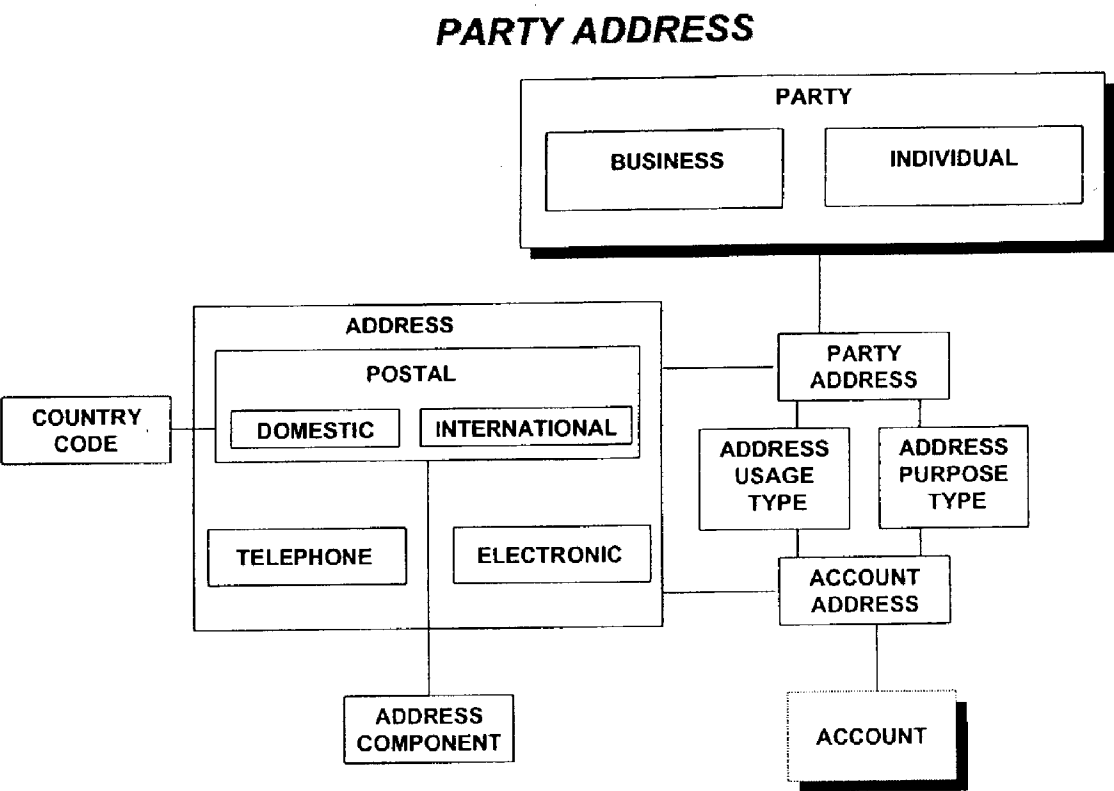 PARTY ADDRESS
PARTY
BUSINESS
INDIVIDUAL
ADDRESS
POSTAL
DOMESTIC
INTERNATIONAL
COUNTRY
CODE
TELEPHONE
ELECTRONIC
ADDRESS
COMPONENT
PARTY
ADDRESS
ADDRESS
USAGE
TYPE
ADDRESS
PURPOSE
TYPE
ACCOUNT
ADDRESS
ACCOUNT